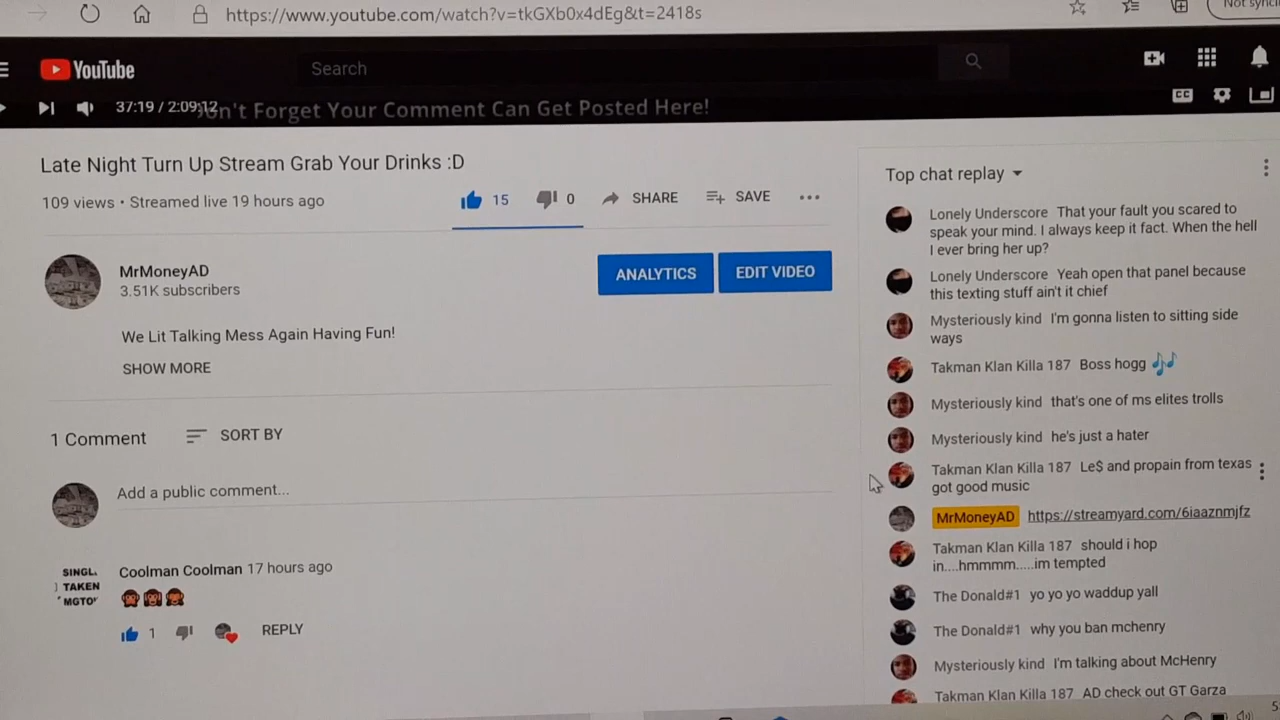 Not
https://www.youtube.com/watch?v=tkGXb0x4dEg&t=2418s
YouTube
Search
37:19 / 2:09:12
Forget Your Comment Can Get Posted Here!
CC
Late Night Turn Up Stream Grab Your Drinks :D
109 views • Streamed live 19 hours ago
15
0
SHARE
SAVE
MrMoneyAD
3.51K subscribers
ANALYTICS
EDIT VIDEO
We Lit Talking Mess Again Having Fun!
SHOW MORE
1 Comment
SORT BY
Add a public comment...
SINGL.
TAKEN
MGTO
Coolman Coolman 17 hours ago
🙈🙉🙊
1
REPLY
Top chat replay
Lonely Underscore That your fault you scared to
speak your mind. I always keep it fact. When the hell
I ever bring her up?
Lonely Underscore Yeah open that panel because
this texting stuff ain't it chief
Mysteriously kind I'm gonna listen to sitting side
ways
Takman Klan Killa 187 Boss hogg 🎶
Mysteriously kind that's one of ms elites trolls
Mysteriously kind he's just a hater
Takman Klan Killa 187 Le$ and propain from texas
got good music
MrMoneyAD https://streamyard.com/6iaaznmjfz
Takman Klan Killa 187 should i hop
in....hmmmm.....im tempted
The Donald#1 yo yo yo waddup yall
The Donald#1 why you ban mchenry
Mysteriously kind I'm talking about McHenry
Takman Klan Killa 187 AD check out GT Garza